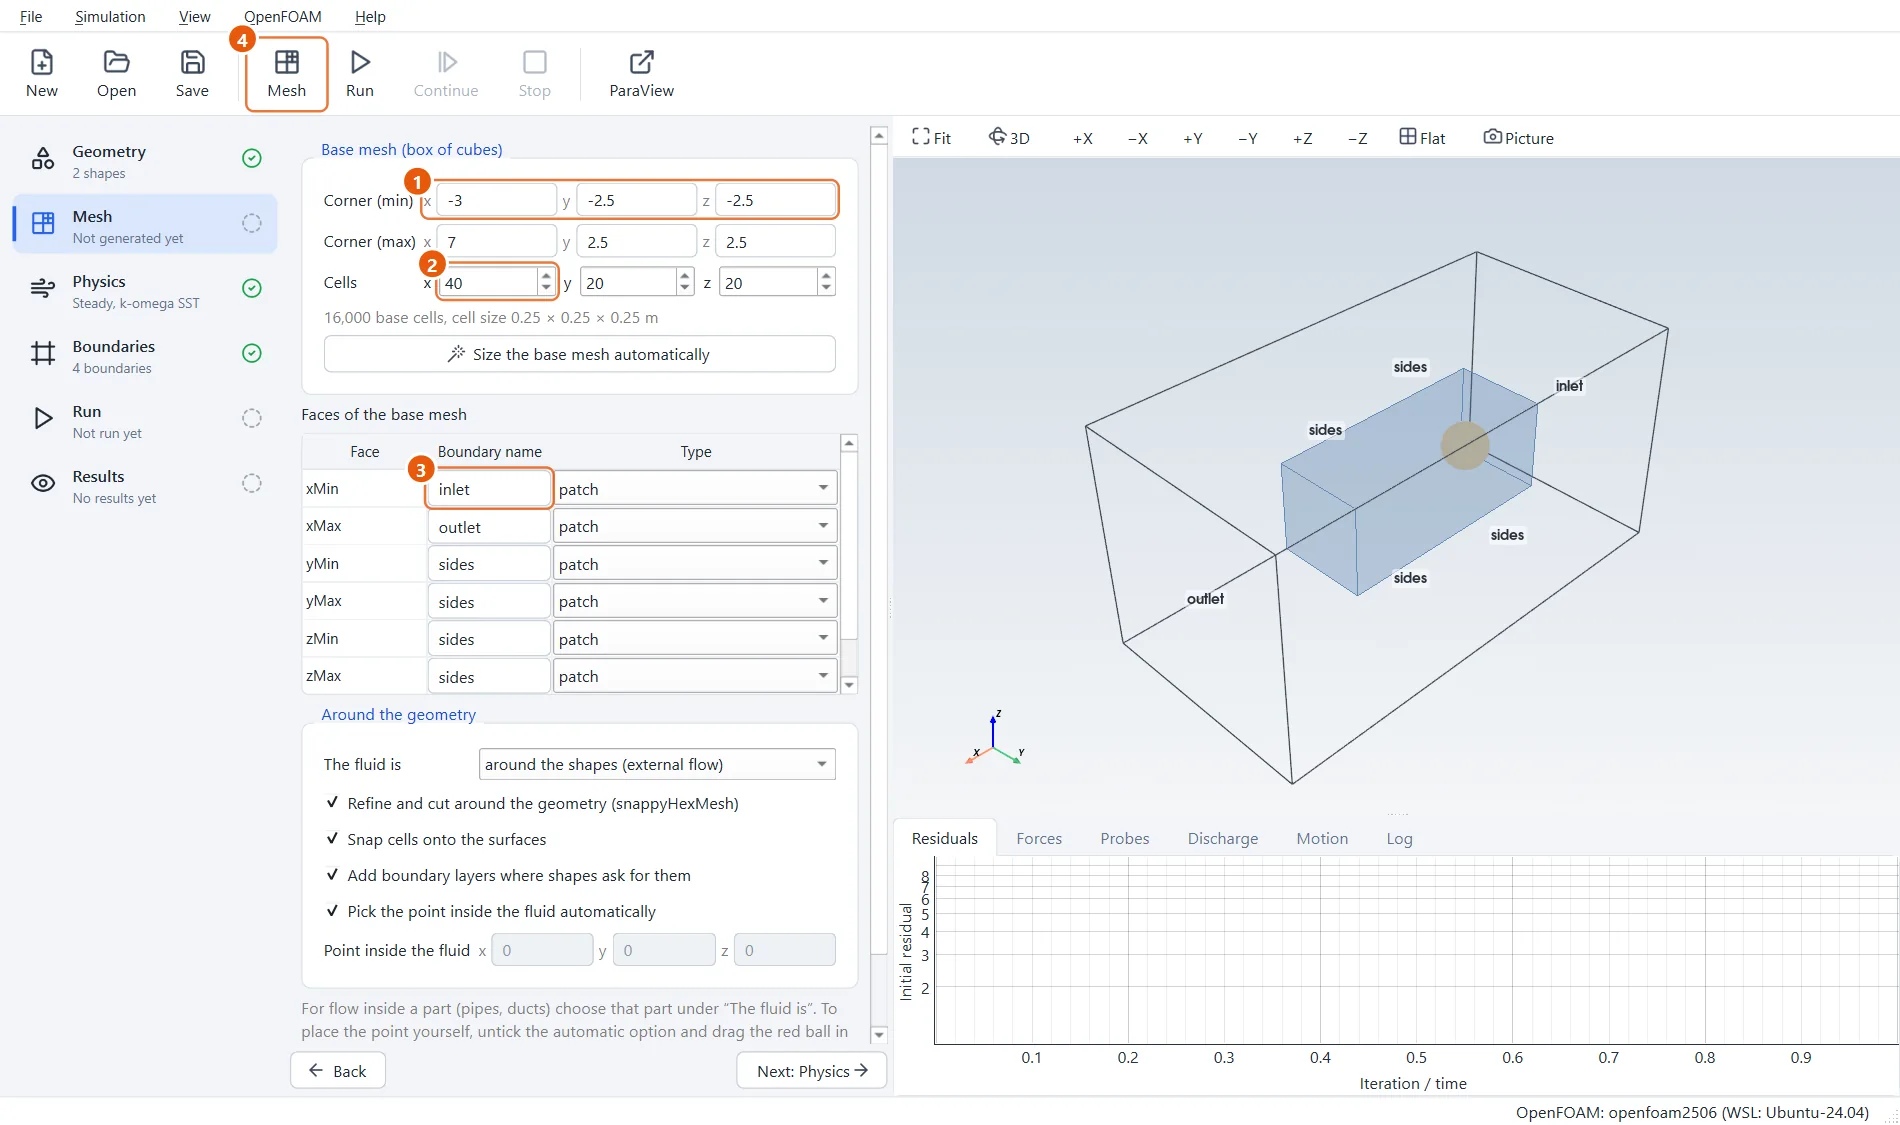 File Simulation View OpenFOAM Help
4
New Open Save Mesh Run Continue Stop ParaView
Geometry
2 shapes
Mesh
Not generated yet
Physics
Steady, k-omega SST
Boundaries
4 boundaries
Run
Not run yet
Results
No results yet
Base mesh (box of cubes)
1
Corner (min) x -3 y -2.5 z -2.5
Corner (max) x 7 y 2.5 z 2.5
2
Cells x 40 y 20 z 20
16,000 base cells, cell size 0.25 × 0.25 × 0.25 m
Size the base mesh automatically
Faces of the base mesh
Face Boundary name Type
3
xMin inlet patch
xMax outlet patch
yMin sides patch
yMax sides patch
zMin sides patch
zMax sides patch
Around the geometry
The fluid is around the shapes (external flow)
Refine and cut around the geometry (snappyHexMesh)
Snap cells onto the surfaces
Add boundary layers where shapes ask for them
Pick the point inside the fluid automatically
Point inside the fluid x 0 y 0 z 0
For flow inside a part (pipes, ducts) choose that part under “The fluid is”. To
place the point yourself, untick the automatic option and drag the red ball in
Back Next: Physics
Fit 3D +X −X +Y −Y +Z −Z Flat Picture
sides
inlet
sides
sides
sides
outlet
Z
X Y
Residuals Forces Probes Discharge Motion Log
8
7
6
5
4
3
2
Initial residual
0.1 0.2 0.3 0.4 0.5 0.6 0.7 0.8 0.9
Iteration / time
OpenFOAM: openfoam2506 (WSL: Ubuntu-24.04)